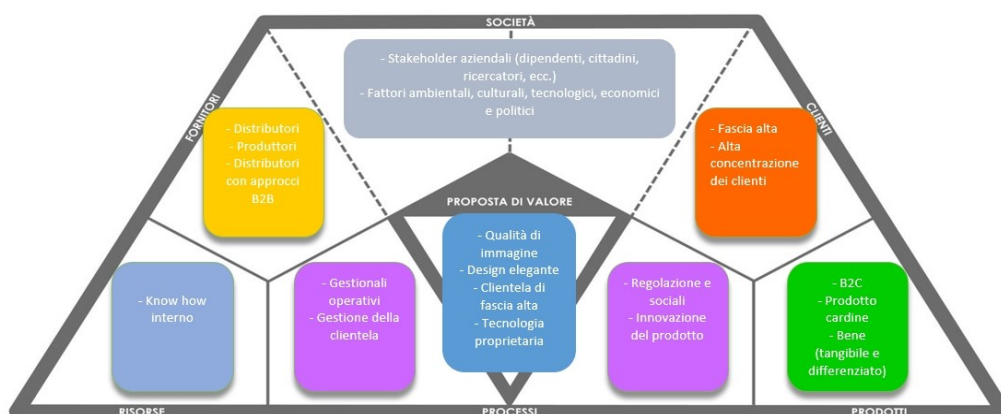 SOCIETÀ
- Stakeholder aziendali (dipendenti, cittadini,
ricercatori, ecc.)
- Fattori ambientali, culturali, tecnologici, economici
e politici
FORNITORI
CLIENTI
- Distributori
- Produttori
- Distributori
con approcci
B2B
- Fascia alta
- Alta
concentrazione
dei clienti
PROPOSTA DI VALORE
- Qualità di
immagine
- Design elegante
- Clientela di
fascia alta
- Tecnologia
proprietaria
- Know how
interno
- Gestionali
operativi
- Gestione della
clientela
- Regolazione e
sociali
- Innovazione
del prodotto
- B2C
- Prodotto
cardine
- Bene
(tangibile e
differenziato)
RISORSE
PROCESSI
PRODOTTI